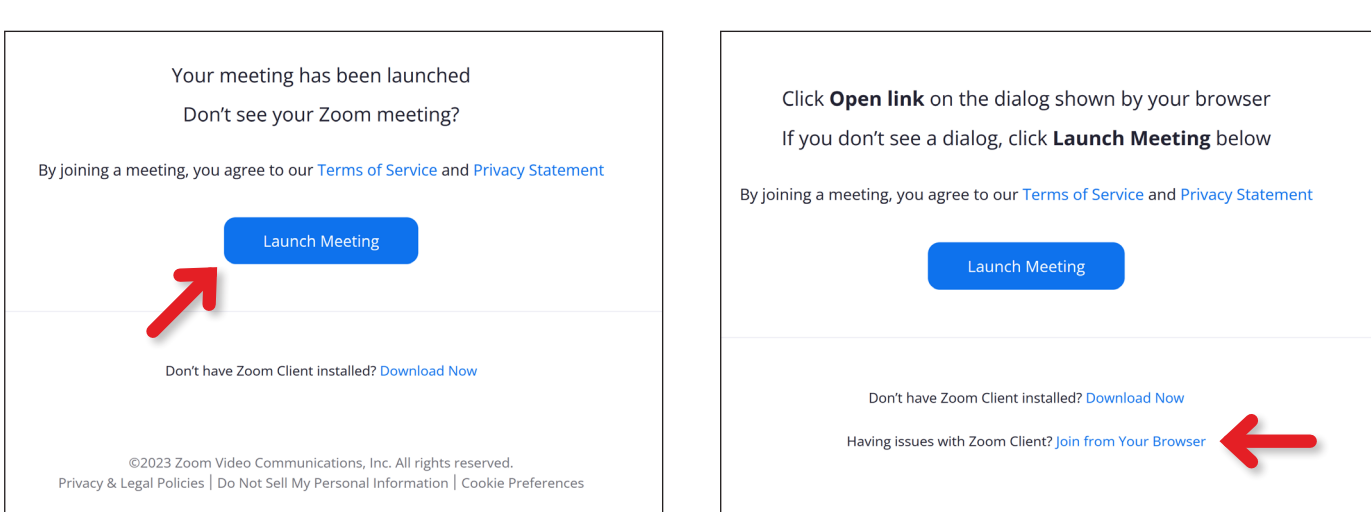 Your meeting has been launched
Don’t see your Zoom meeting?
By joining a meeting, you agree to our Terms of Service and Privacy Statement
Launch Meeting
Don’t have Zoom Client installed? Download Now
©2023 Zoom Video Communications, Inc. All rights reserved.
Privacy & Legal Policies | Do Not Sell My Personal Information | Cookie Preferences
Click Open link on the dialog shown by your browser
If you don’t see a dialog, click Launch Meeting below
By joining a meeting, you agree to our Terms of Service and Privacy Statement
Launch Meeting
Don’t have Zoom Client installed? Download Now
Having issues with Zoom Client? Join from Your Browser